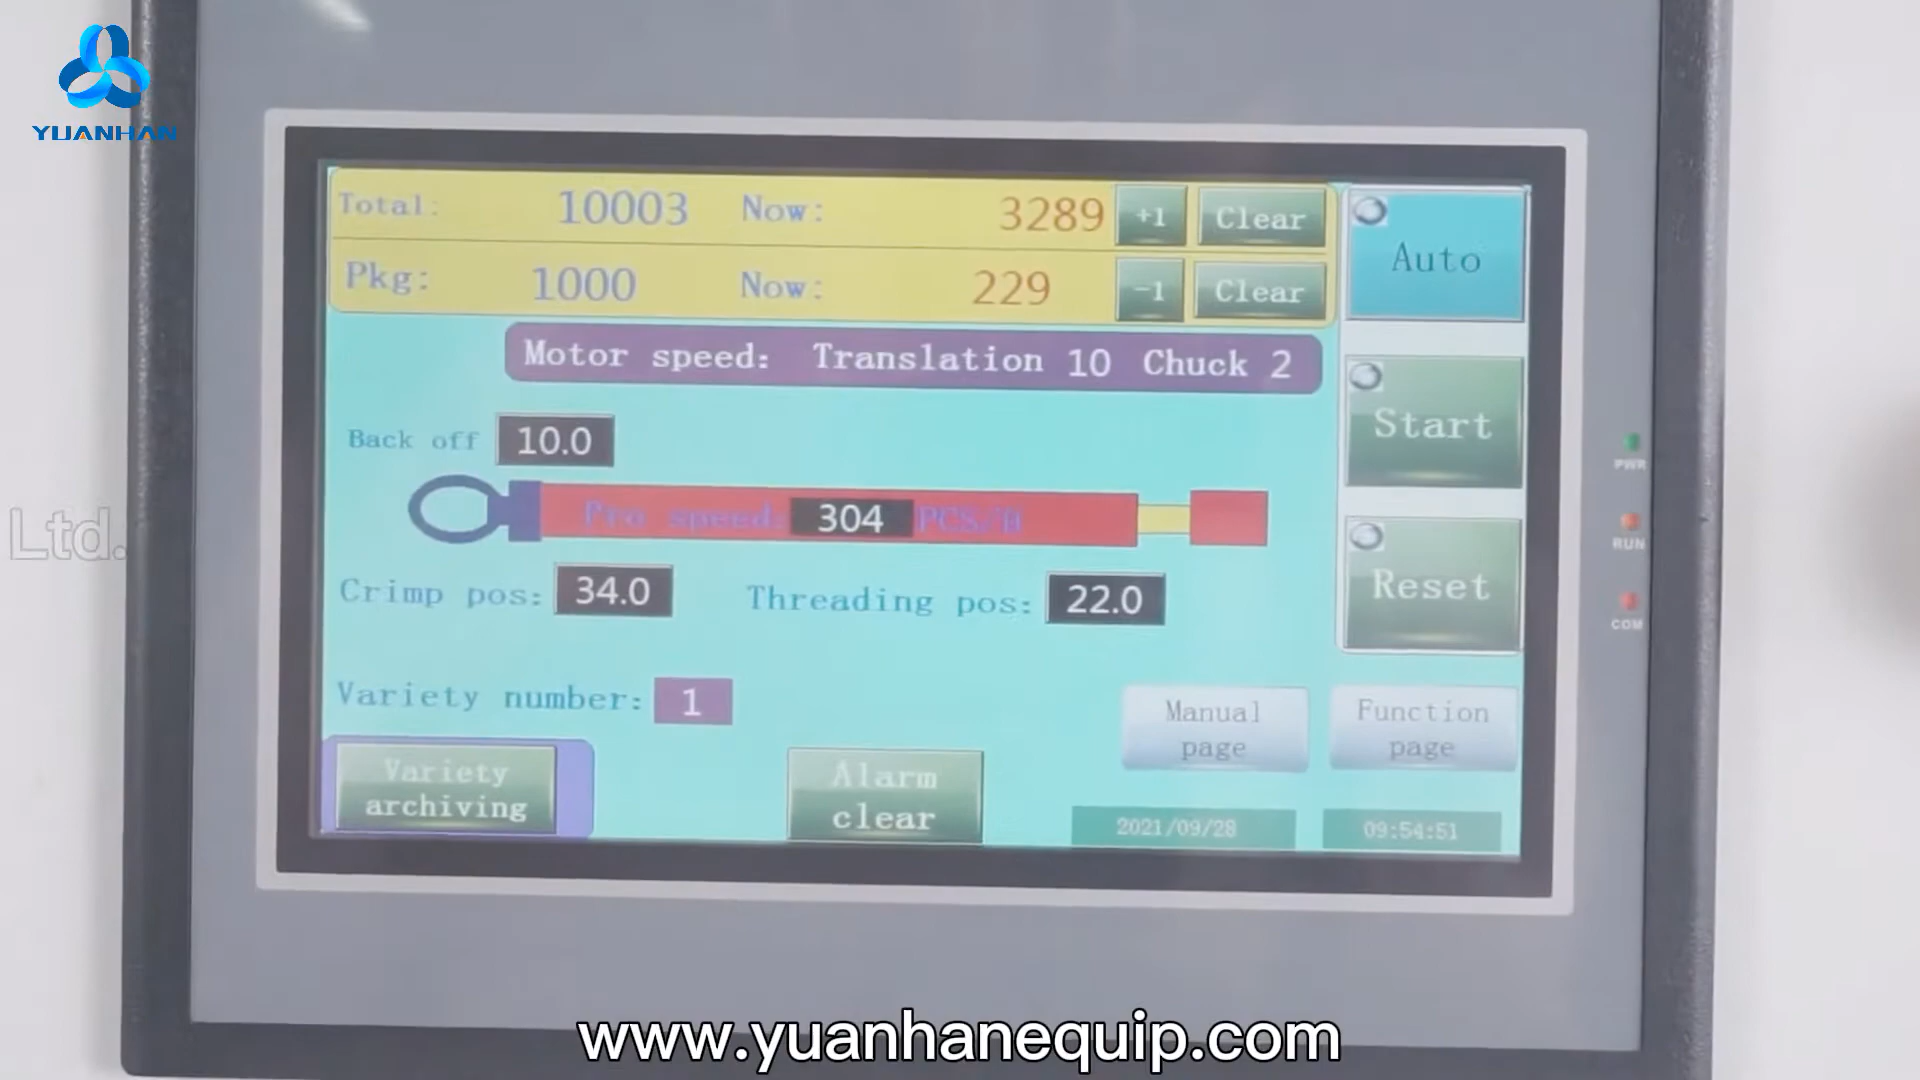 YUANHAN
Total: 10003 Now: 3289 +1 Clear
Pkg: 1000 Now: 229 -1 Clear
Auto
Motor speed: Translation 10 Chuck 2
Back off 10.0
Start
PWR
Pro speed: 304 PCS/H
RUN
Crimp pos: 34.0 Threading pos: 22.0
Reset
COM
Ltd.
Variety number: 1
Manual
page
Function
page
Variety
archiving
Alarm
clear
2021/09/28 09:54:51
www.yuanhanequip.com